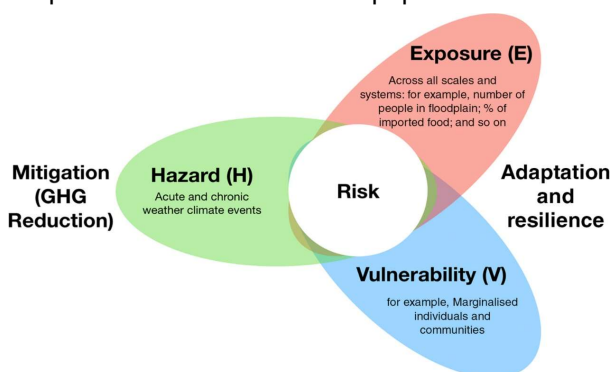 Exposure (E)
Across all scales and
systems: for example, number of
people in floodplain; % of
imported food; and so on
Mitigation
(GHG
Reduction)
Hazard (H)
Acute and chronic
weather climate events
Risk
Adaptation
and
resilience
Vulnerability (V)
for example, Marginalised
individuals and
communities